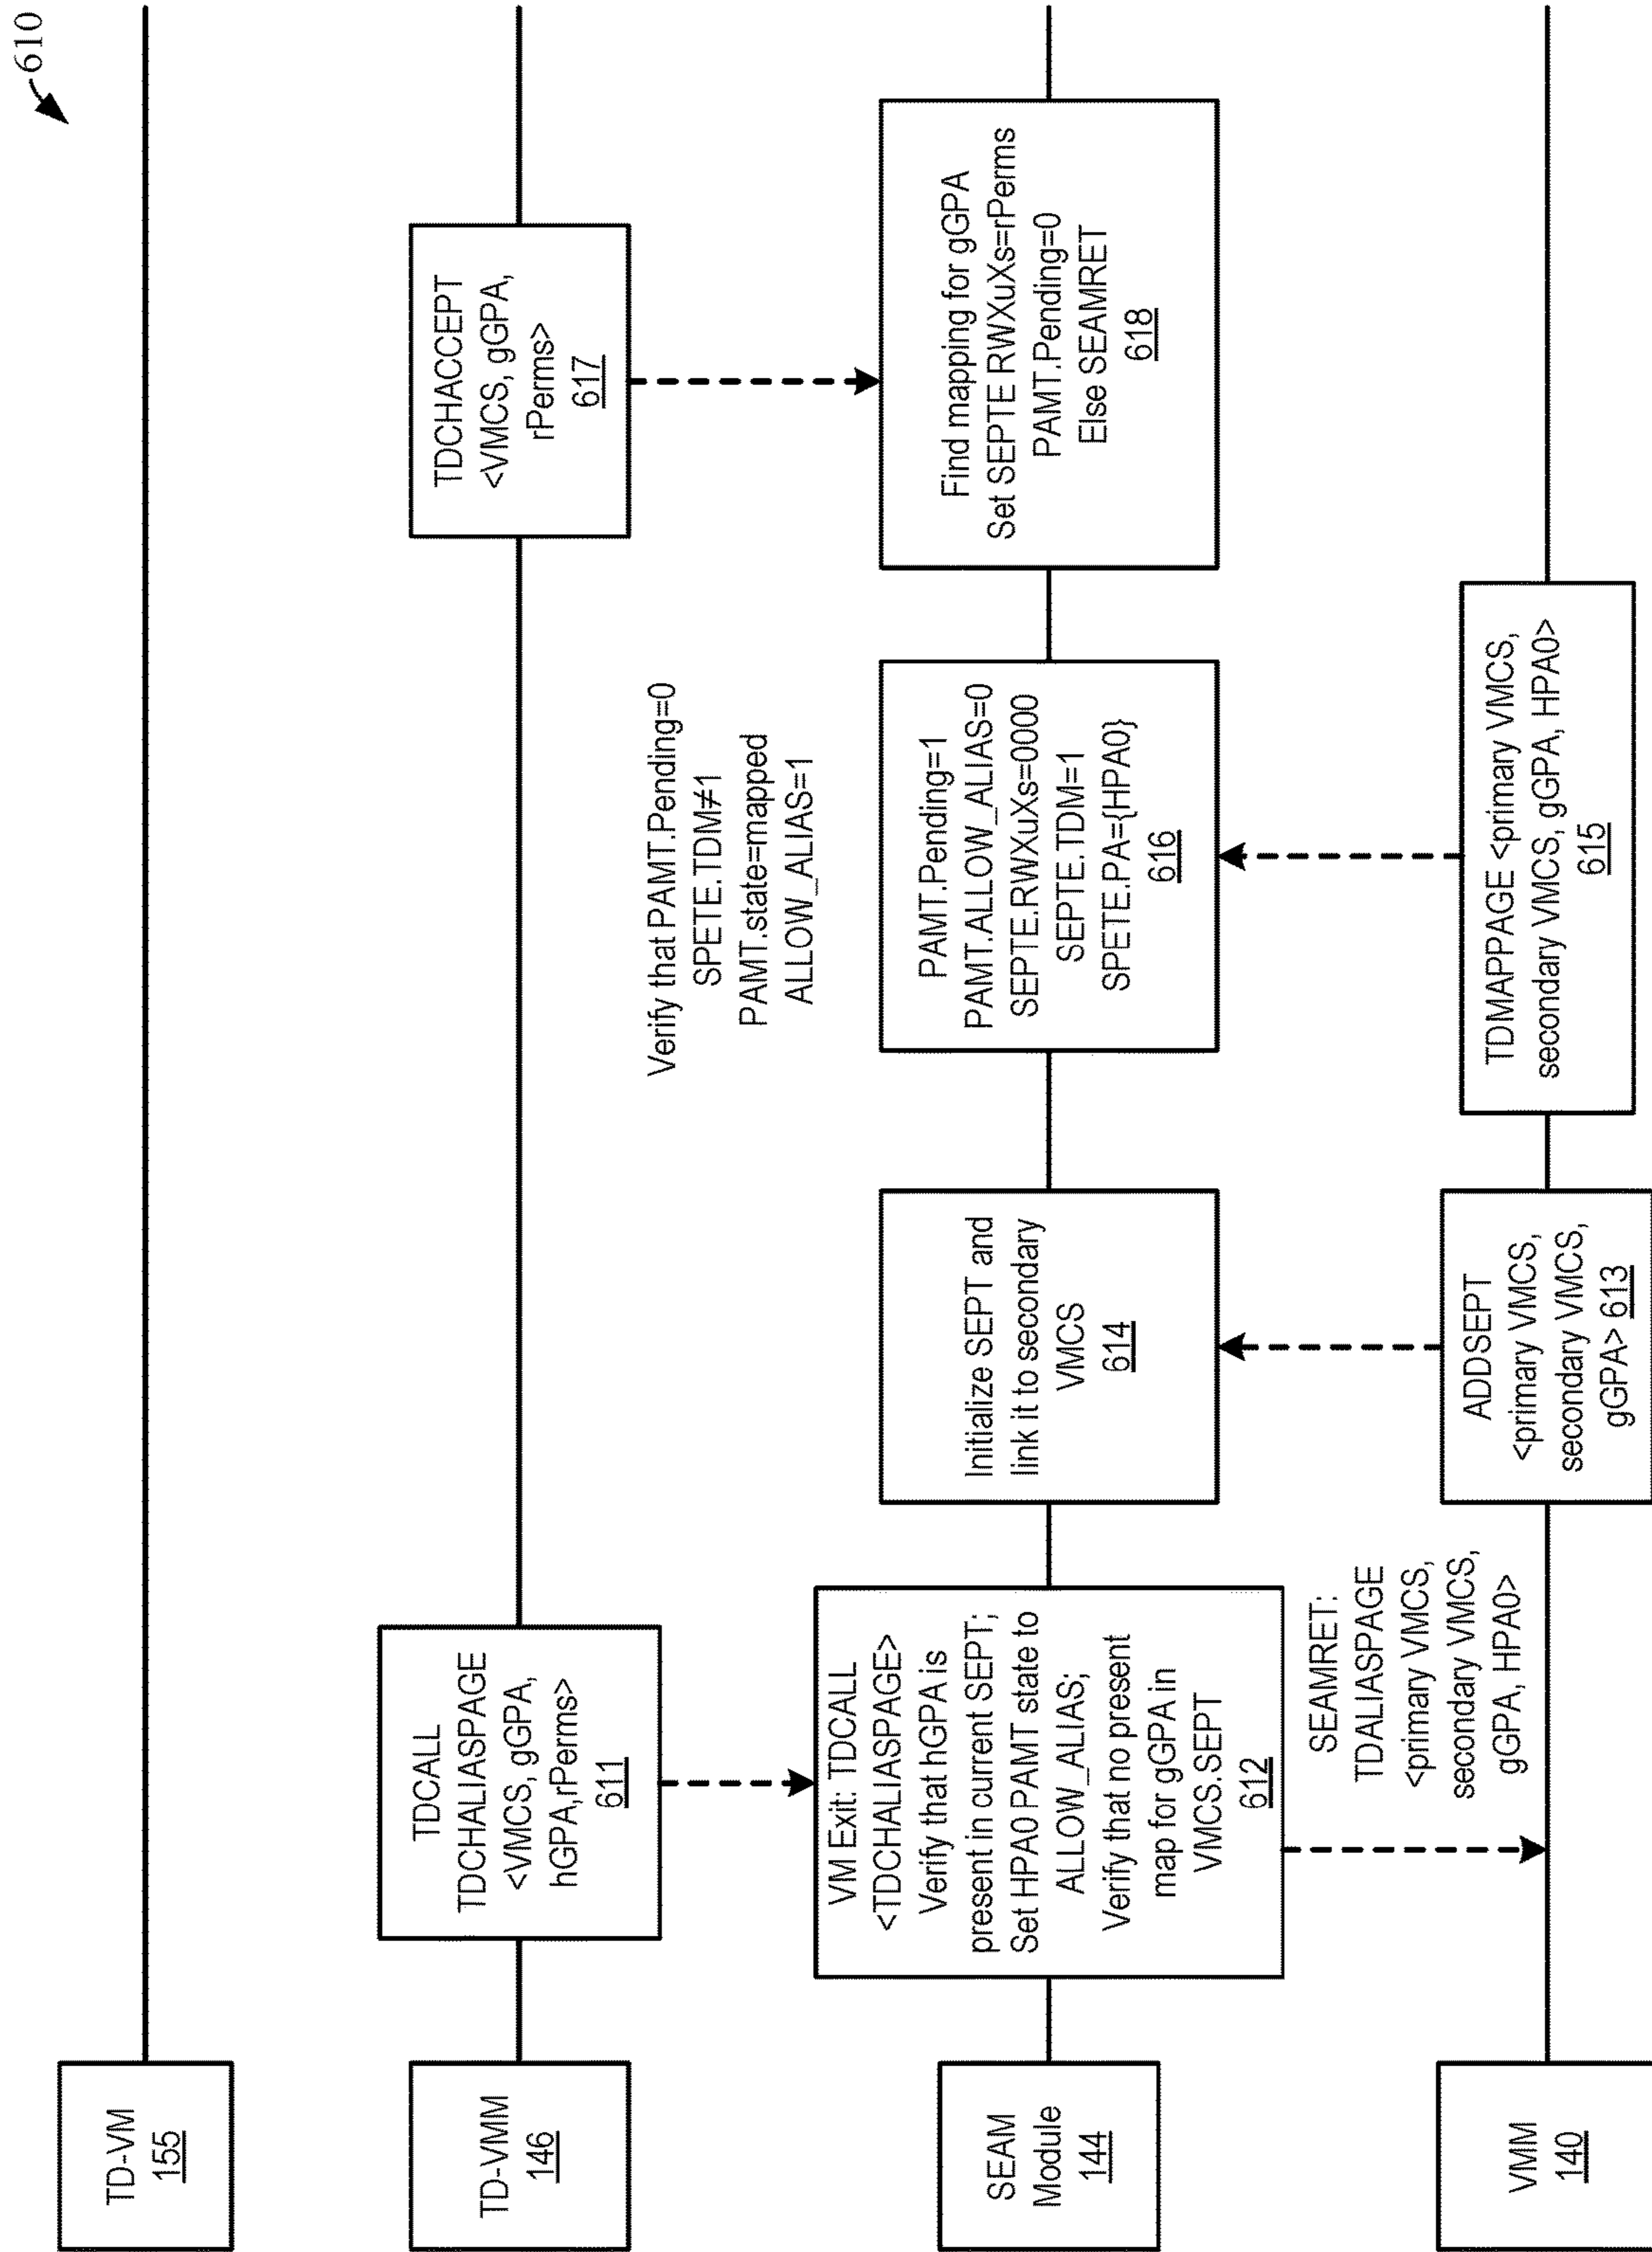 610
TD-VM
155
TD-VMM
146
SEAM
Module
144
VMM
140
TDCALL
TDCHALIASPAGE
<VMCS, gGPA,
hGPA,rPerms>
611
VM Exit: TDCALL
<TDCHALIASPAGE>
Verify that hGPA is
present in current SEPT;
Set HPA0 PAMT state to
ALLOW_ALIAS;
Verify that no present
map for gGPA in
VMCS.SEPT
612
SEAMRET:
TDALIASPAGE
<primary VMCS,
secondary VMCS,
gGPA, HPA0>
ADDSEPT
<primary VMCS,
secondary VMCS,
gGPA> 613
Initialize SEPT and
link it to secondary
VMCS
614
TDMAPPAGE <primary VMCS,
secondary VMCS, gGPA, HPA0>
615
Verify that PAMT.Pending=0
SPETE.TDM≠1
PAMT.state=mapped
ALLOW_ALIAS=1
PAMT.Pending=1
PAMT.ALLOW_ALIAS=0
SEPTE.RWXuXs=0000
SEPTE.TDM=1
SPETE.PA={HPA0}
616
TDCHACCEPT
<VMCS, gGPA,
rPerms>
617
Find mapping for gGPA
Set SEPTE RWXuXs=rPerms
PAMT.Pending=0
Else SEAMRET
618